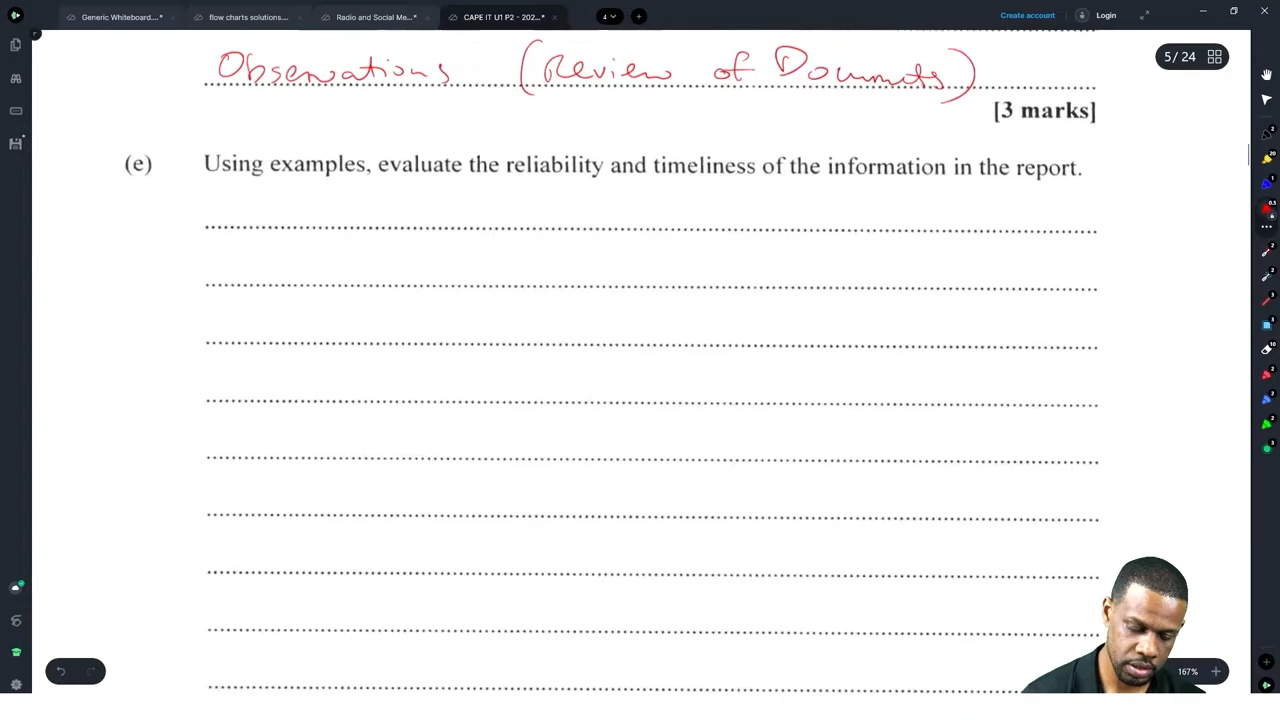 Generic Whiteboard....*
flow charts solutions....
Radio and Social Me...*
CAPE IT U1 P2 - 202...*
4
Create account
Login
5 / 24
Observations (Review of Documents)
[3 marks]
(e) Using examples, evaluate the reliability and timeliness of the information in the report.
167%